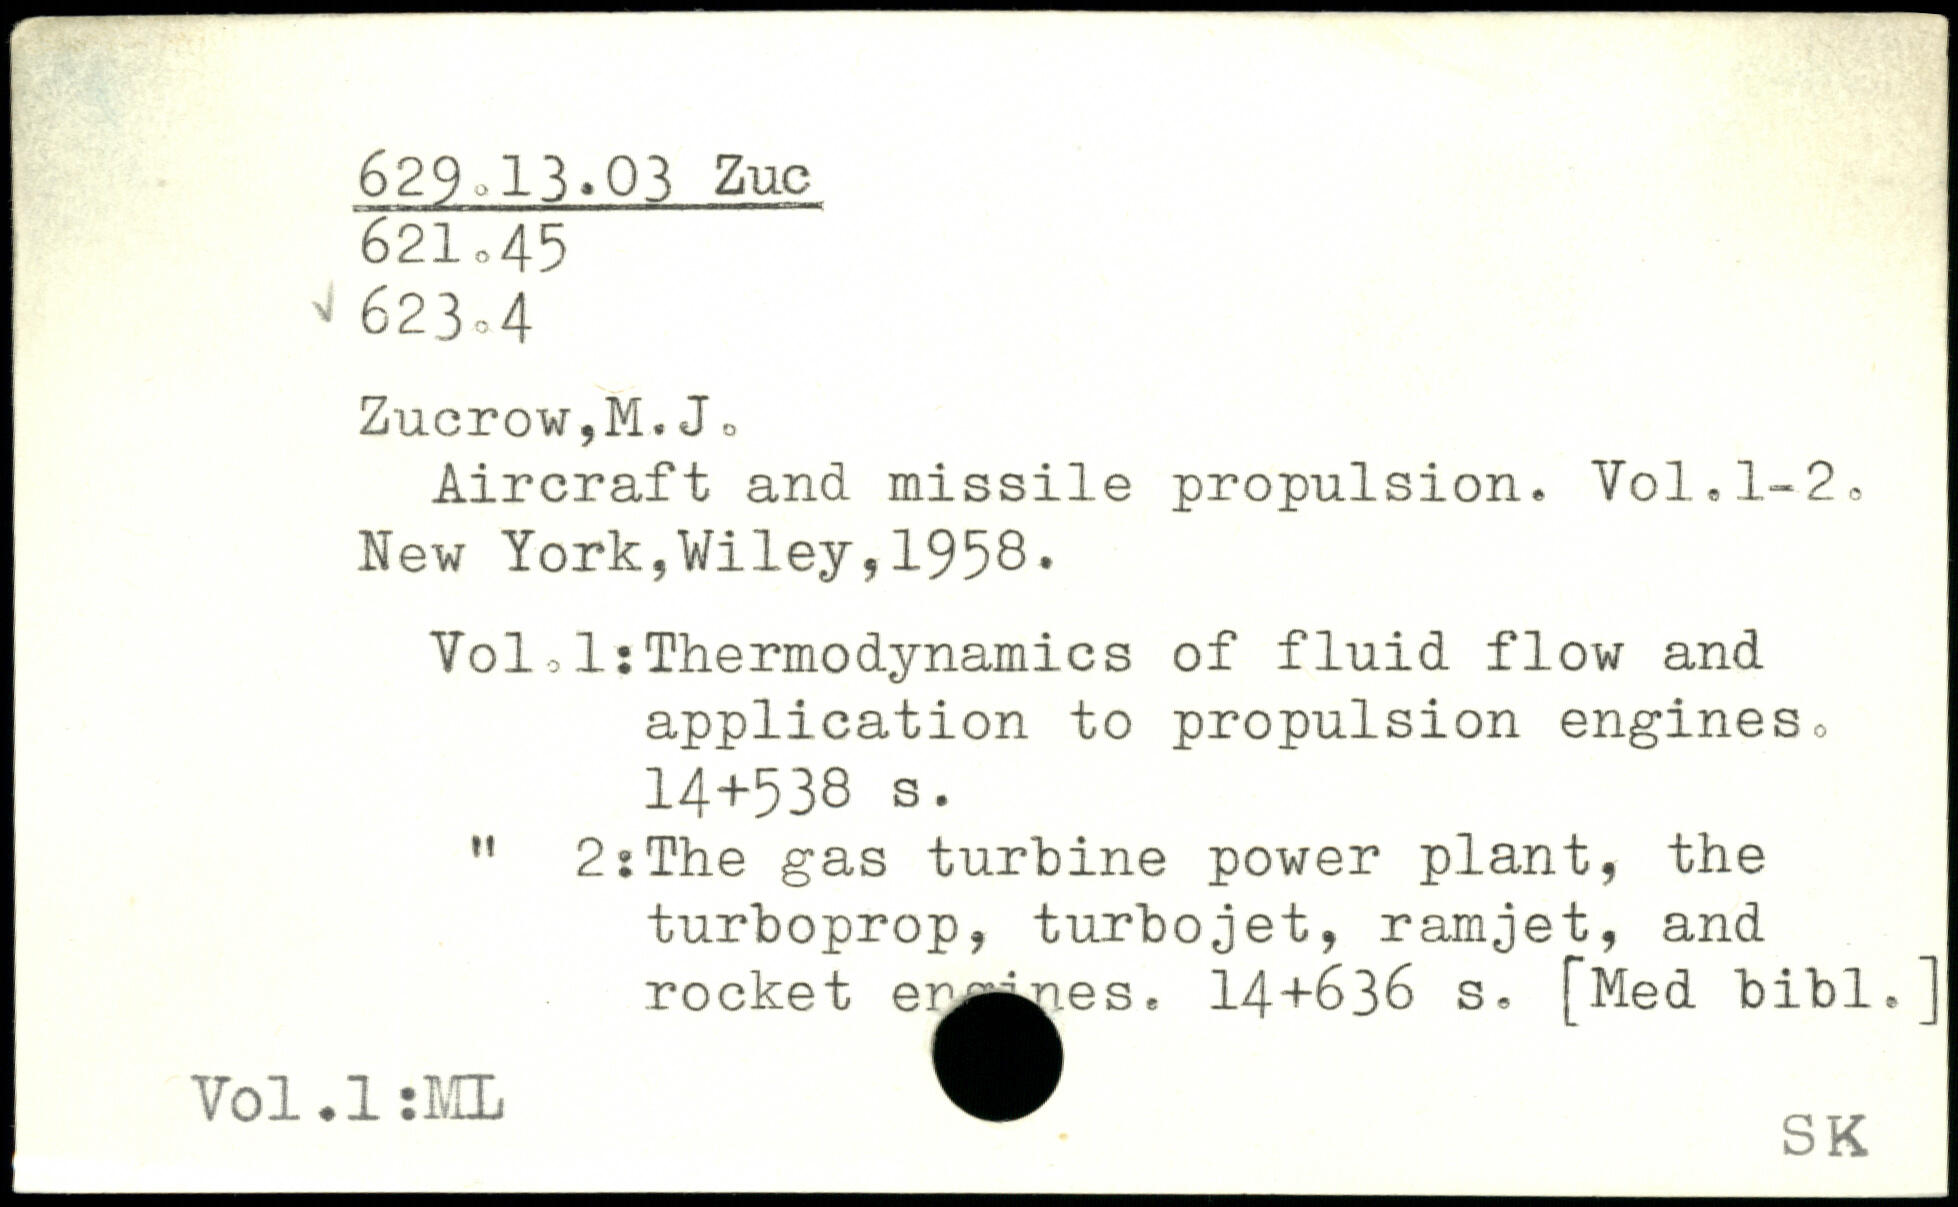 629.13.03 Zuc
621.45
✓ 623.4
Zucrow,M.J.
Aircraft and missile propulsion. Vol.1-2.
New York,Wiley,1958.
Vol.1:Thermodynamics of fluid flow and
application to propulsion engines.
14+538 s.
" 2:The gas turbine power plant, the
turboprop, turbojet, ramjet, and
rocket engines. 14+636 s. [Med bibl.]
Vol.1:ML
SK